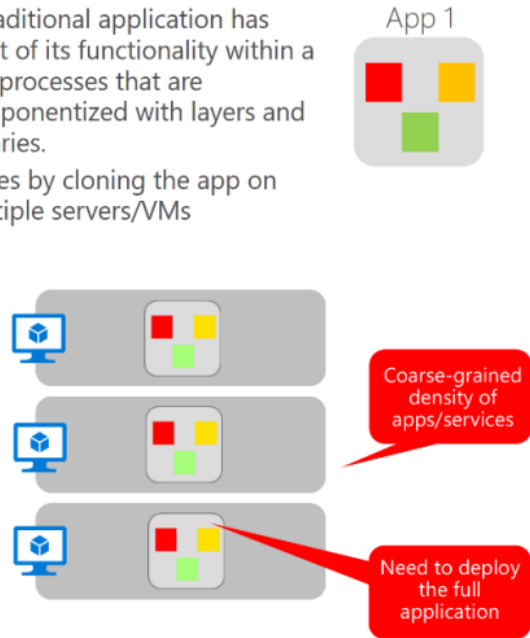 aditional application has
t of its functionality within a
processes that are
ponentized with layers and
ries.
es by cloning the app on
tiple servers/VMs
App 1
Coarse-grained
density of
apps/services
Need to deploy
the full
application